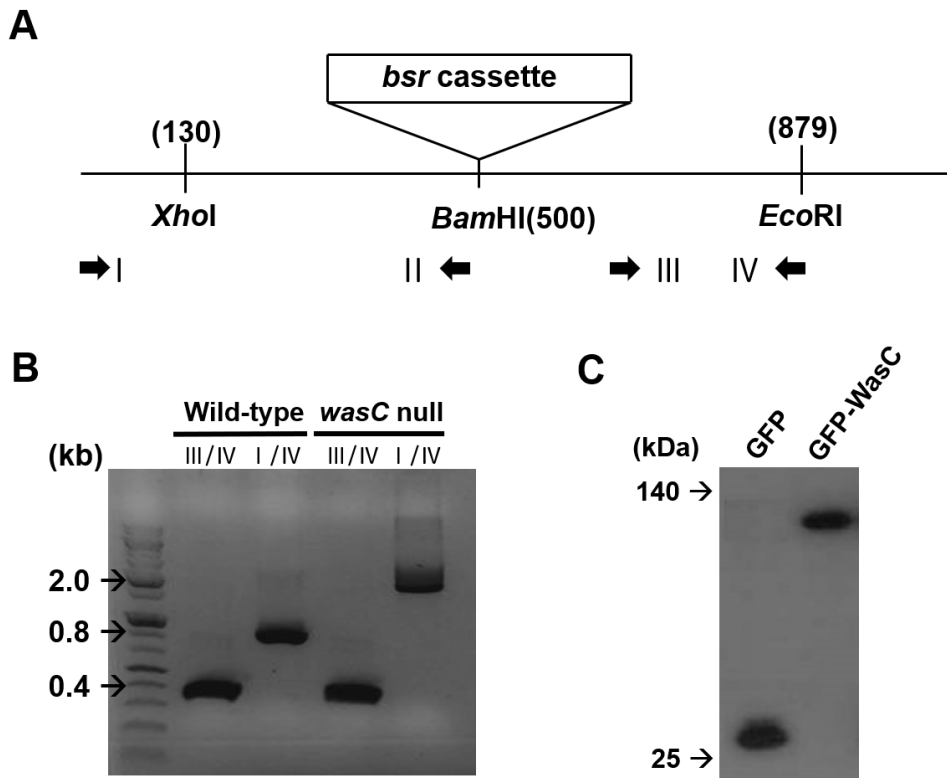 A
bsr cassette
(130)
(879)
XhoI
BamHI(500)
EcoRI
I
II
III
IV
B
Wild-type
wasC null
(kb)
III/IV
I/IV
III/IV
I/IV
2.0 →
0.8 →
0.4 →
C
GFP
GFP-WasC
(kDa)
140 →
25 →